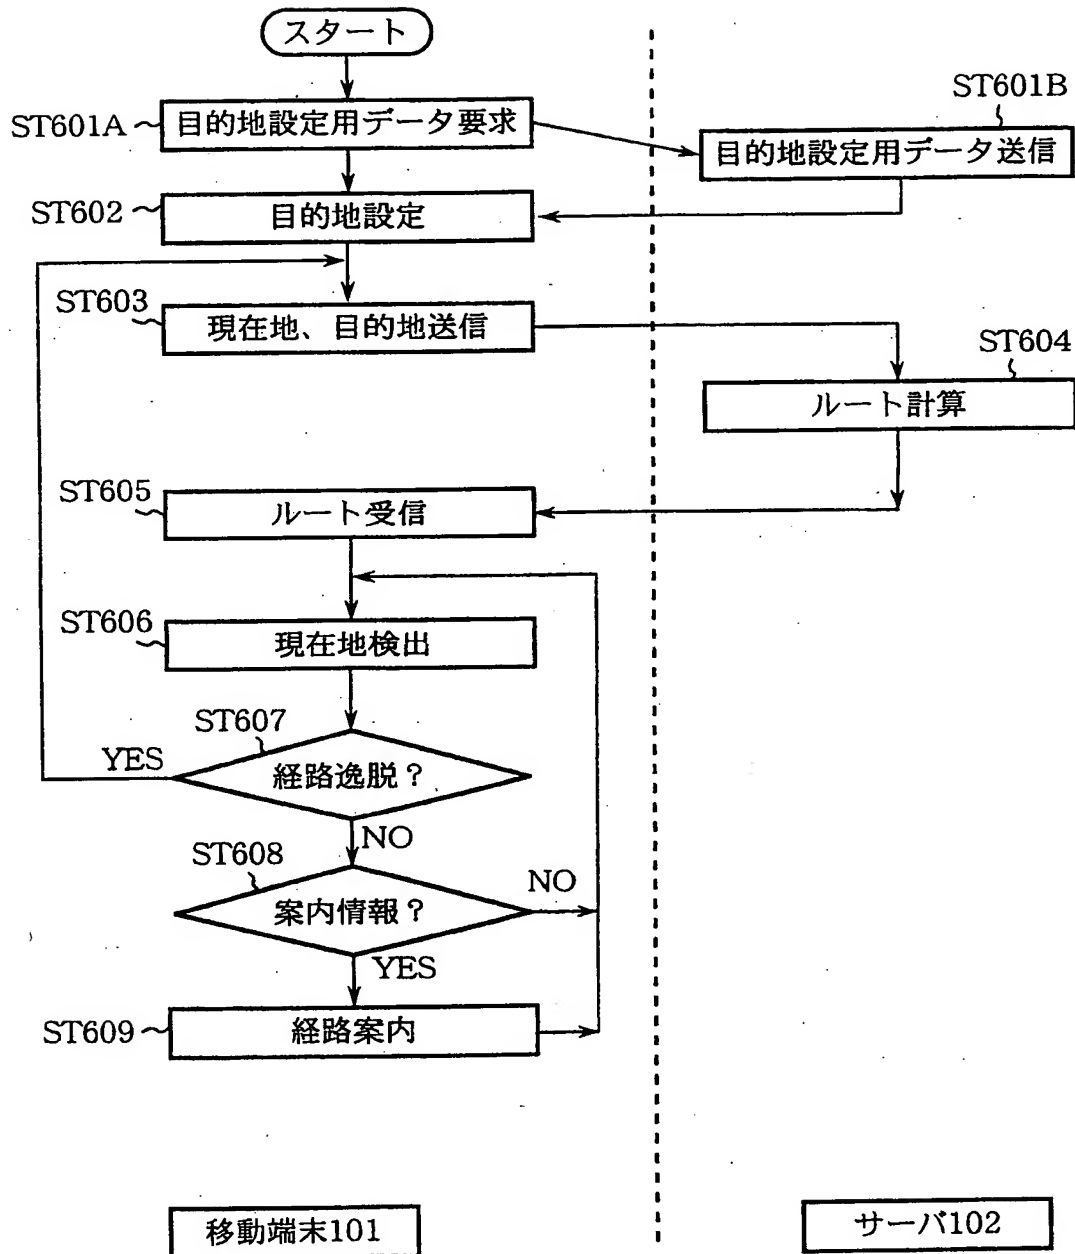 スタート
ST601A
目的地設定用データ要求
ST601B
目的地設定用データ送信
ST602
目的地設定
ST603
現在地、目的地送信
ST604
ルート計算
ST605
ルート受信
ST606
現在地検出
ST607
YES
経路逸脱？
NO
ST608
案内情報？
NO
YES
ST609
経路案内
移動端末101
サーバ102